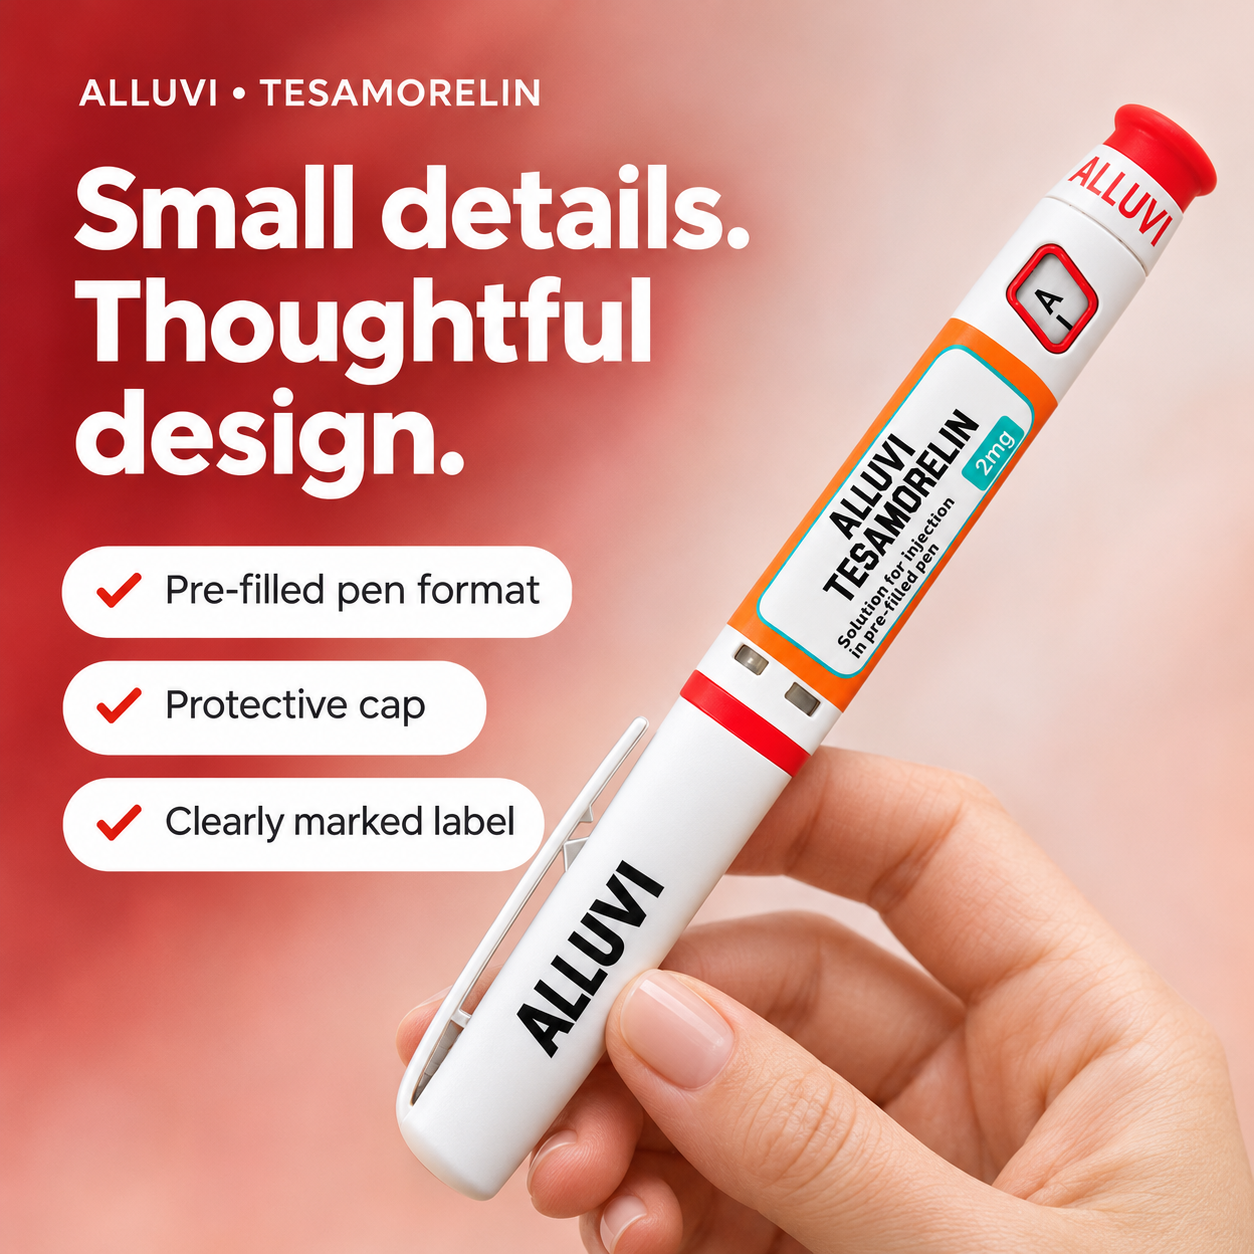 ALLUVI • TESAMORELIN
Small details.
Thoughtful
design.
Pre-filled pen format
Protective cap
Clearly marked label
ALLUVI
A
ALLUVI
TESAMORELIN
2mg
Solution for injection
in pre-filled pen
ALLUVI